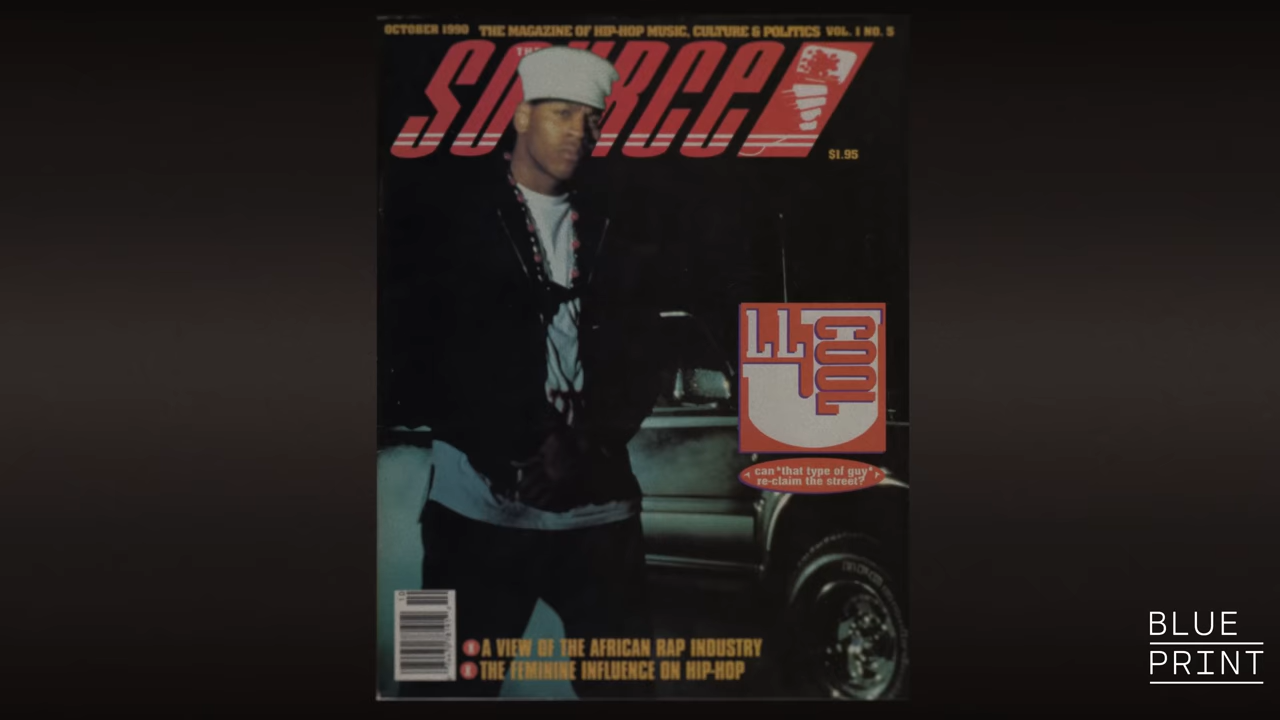 OCTOBER 1990 THE MAGAZINE OF HIP-HOP MUSIC, CULTURE & POLITICS VOL. 1 NO. 5
THE
SOURCE
$1.95
LL COOL J
can "that type of guy"
re-claim the street?
A VIEW OF THE AFRICAN RAP INDUSTRY
THE FEMININE INFLUENCE ON HIP-HOP
BLUE
PRINT